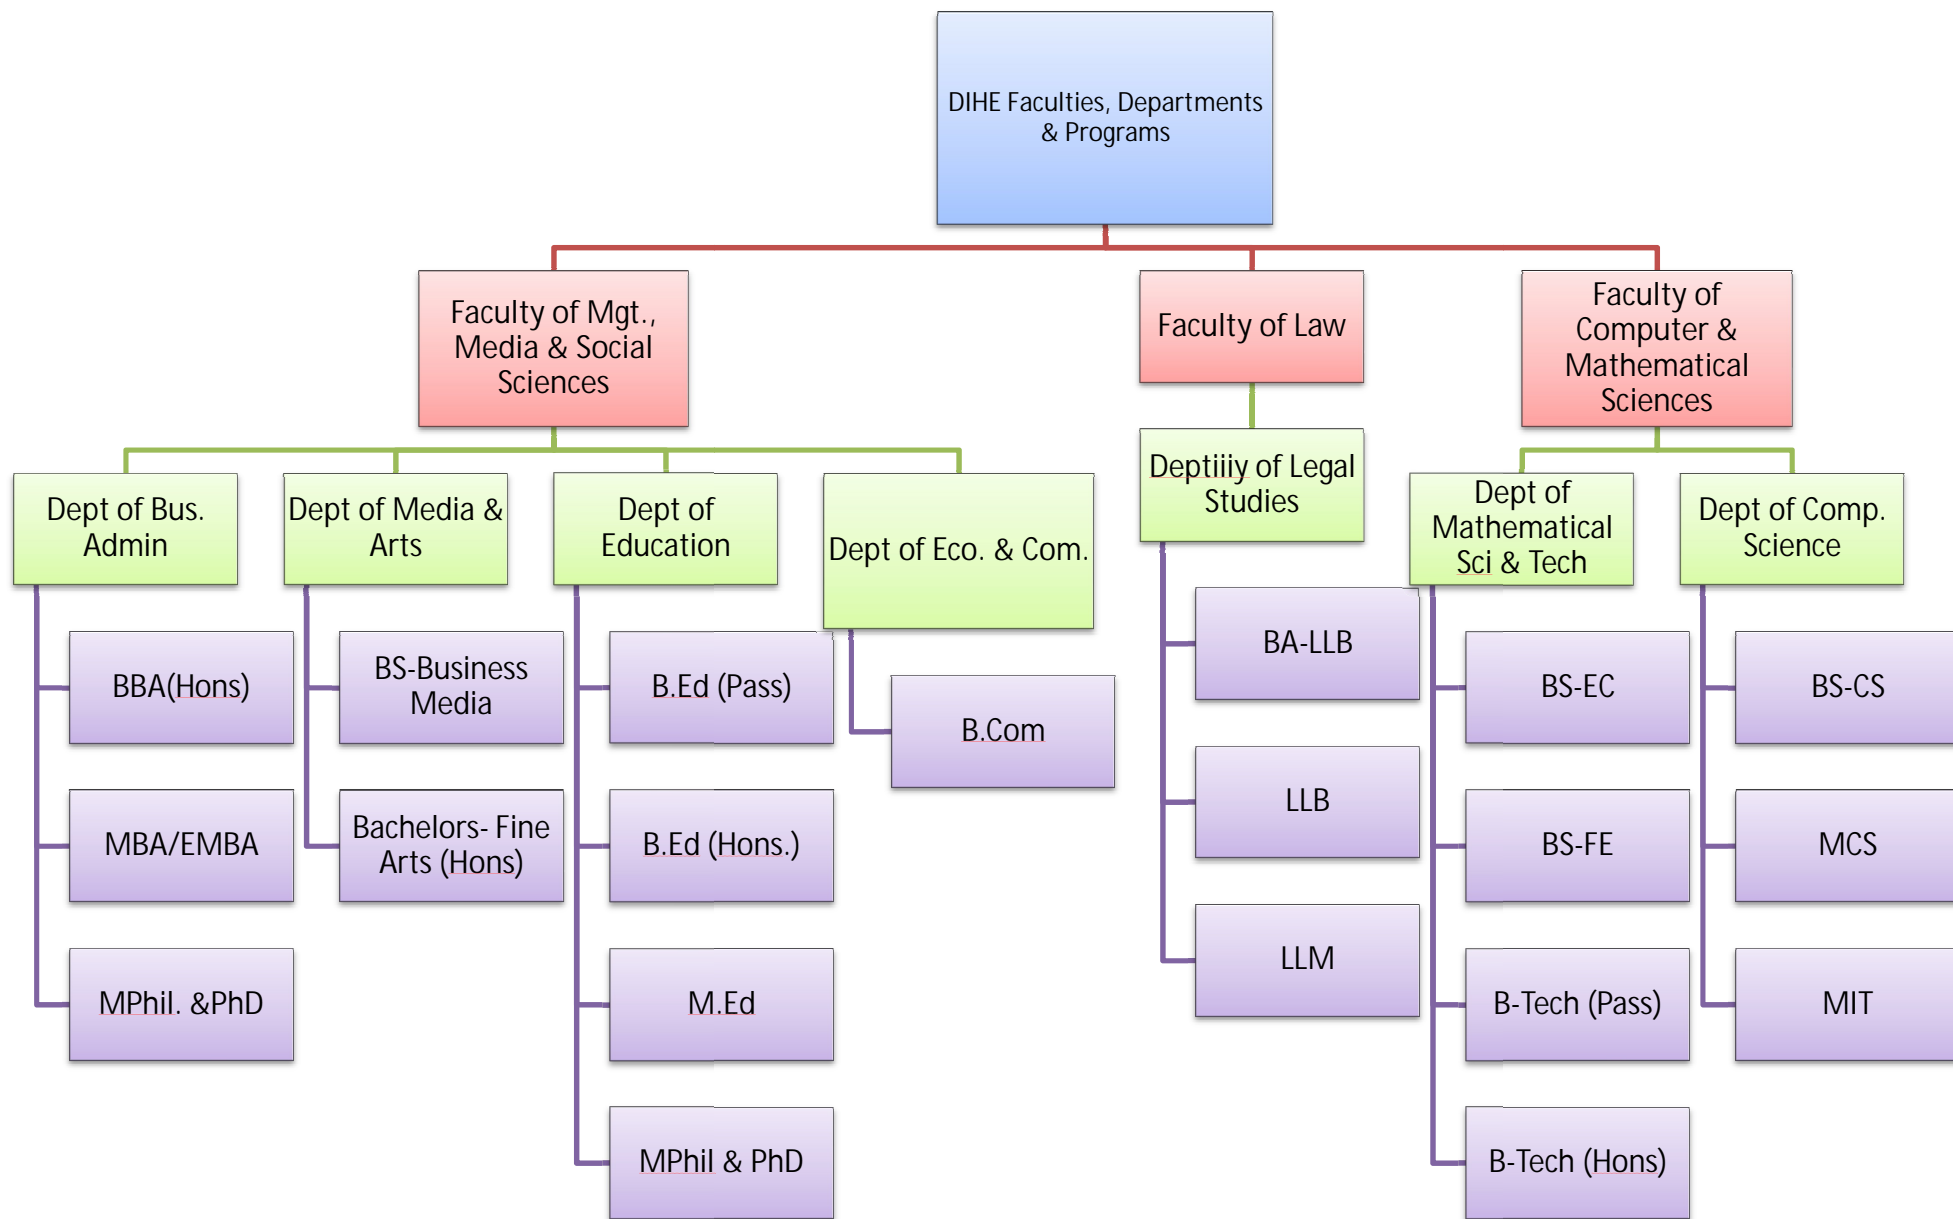 DIHE Faculties, Departments
& Programs
Faculty of Mgt.,
Media & Social
Sciences
Faculty of Law
Faculty of
Computer &
Mathematical
Sciences
Dept of Bus.
Admin
Dept of Media &
Arts
Dept of
Education
Dept of Eco. & Com.
Deptiiiy of Legal
Studies
Dept of
Mathematical
Sci & Tech
Dept of Comp.
Science
BBA(Hons)
MBA/EMBA
MPhil. &PhD
BS-Business
Media
Bachelors- Fine
Arts (Hons)
B.Ed (Pass)
B.Ed (Hons.)
M.Ed
MPhil & PhD
B.Com
BA-LLB
LLB
LLM
BS-EC
BS-FE
B-Tech (Pass)
B-Tech (Hons)
BS-CS
MCS
MIT